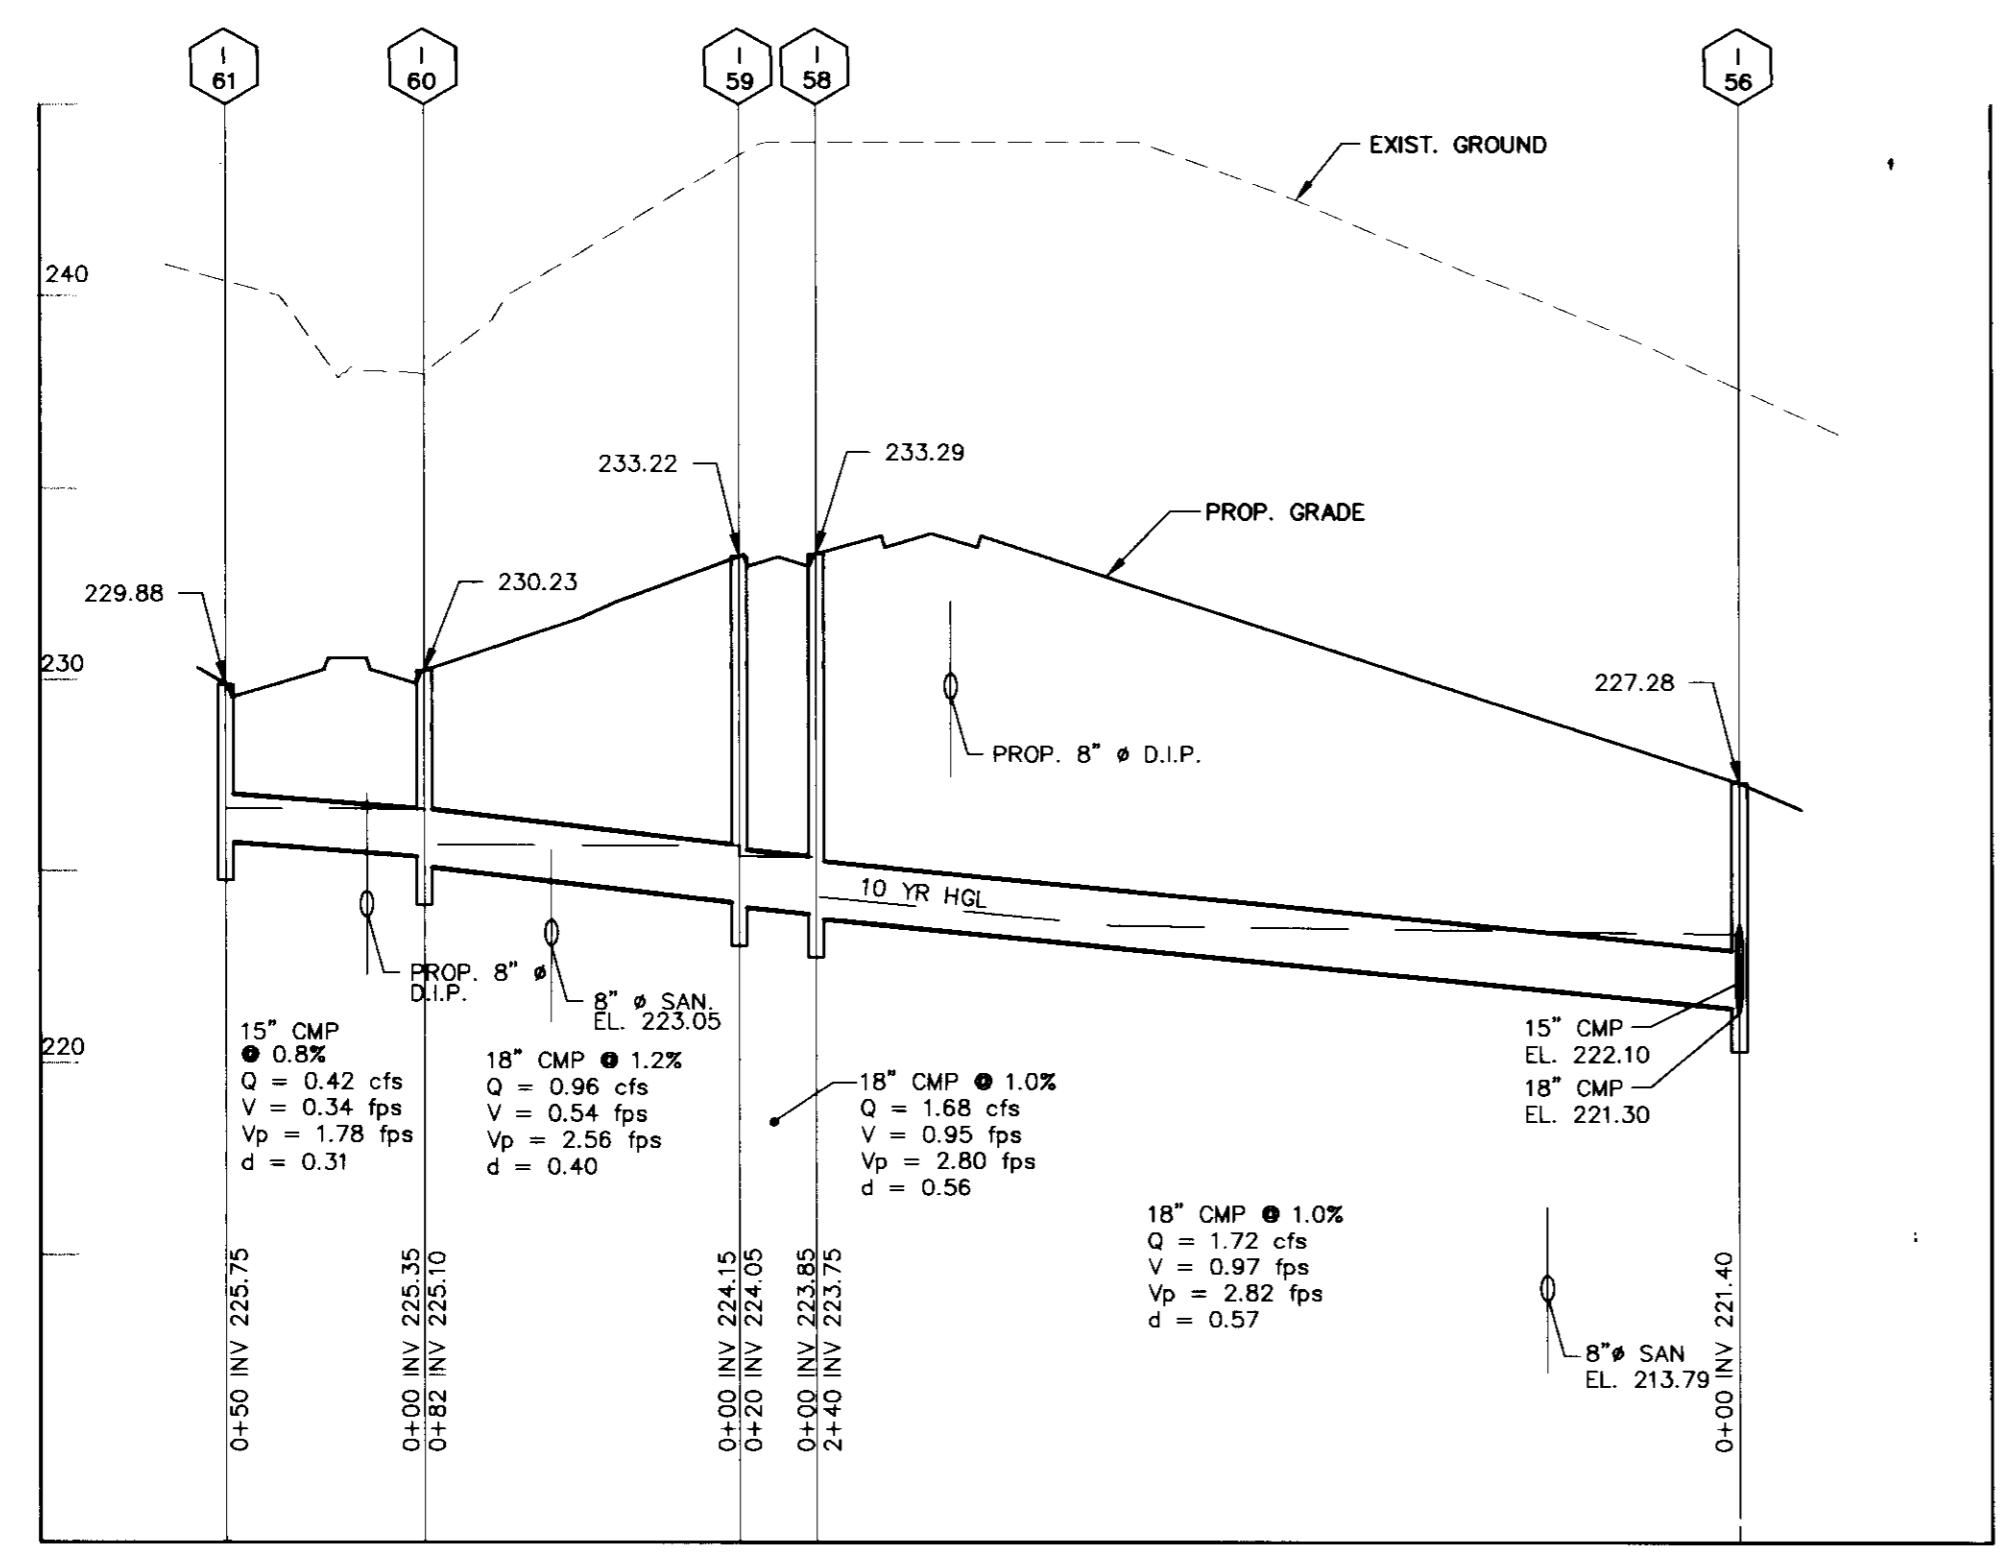 I
61
I
60
I
59
I
58
I
56
EXIST. GROUND
240
233.22
233.29
PROP. GRADE
229.88
230.23
230
227.28
PROP. 8" ø D.I.P.
10 YR HGL
PROP. 8" ø
D.I.P.
8" ø SAN.
EL. 223.05
220
15" CMP
@ 0.8%
Q = 0.42 cfs
V = 0.34 fps
Vp = 1.78 fps
d = 0.31
18" CMP @ 1.2%
Q = 0.96 cfs
V = 0.54 fps
Vp = 2.56 fps
d = 0.40
18" CMP @ 1.0%
Q = 1.68 cfs
V = 0.95 fps
Vp = 2.80 fps
d = 0.56
15" CMP
EL. 222.10
18" CMP
EL. 221.30
18" CMP @ 1.0%
Q = 1.72 cfs
V = 0.97 fps
Vp = 2.82 fps
d = 0.57
8"ø SAN
EL. 213.79
0+50 INV 225.75
0+00 INV 225.35
0+82 INV 225.10
0+00 INV 224.15
0+20 INV 224.05
0+00 INV 223.85
2+40 INV 223.75
0+00 INV 221.40